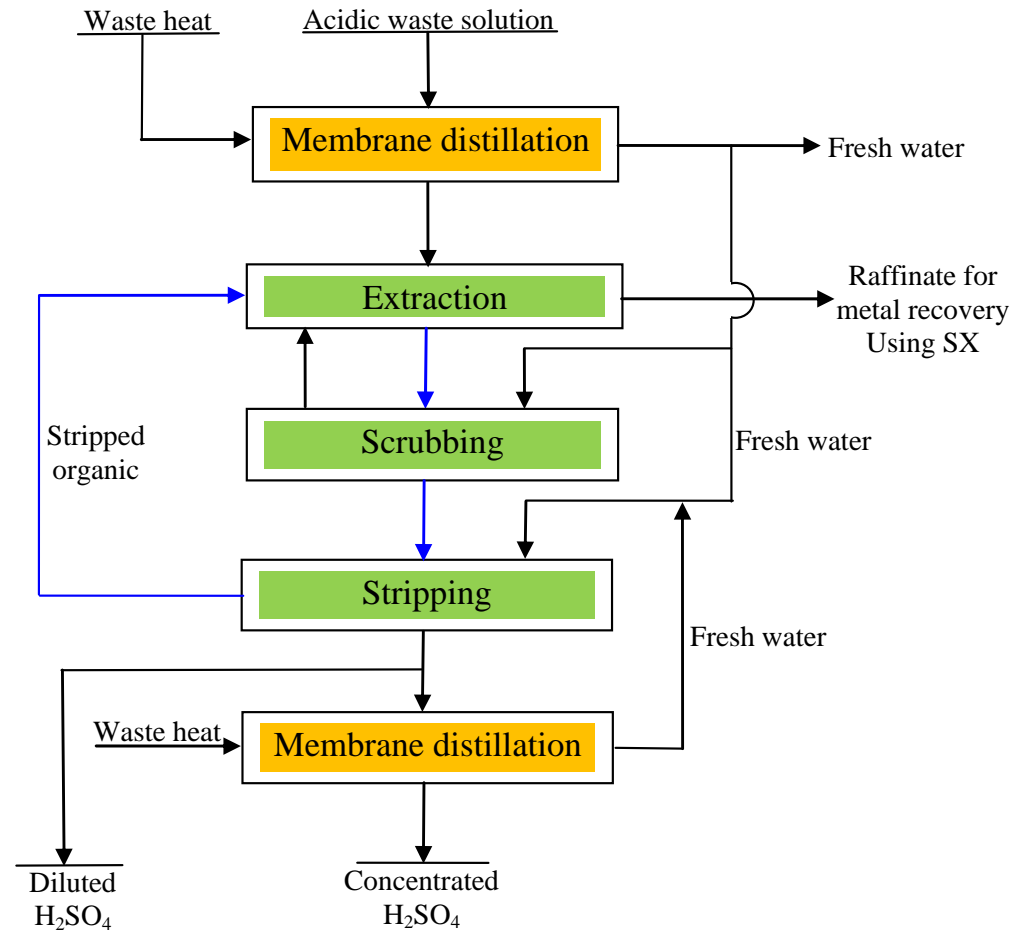 Waste heat
Acidic waste solution
Membrane distillation
Fresh water
Extraction
Raffinate for
metal recovery
Using SX
Stripped
organic
Scrubbing
Fresh water
Stripping
Fresh water
Waste heat
Membrane distillation
Diluted
H₂SO₄
Concentrated
H₂SO₄